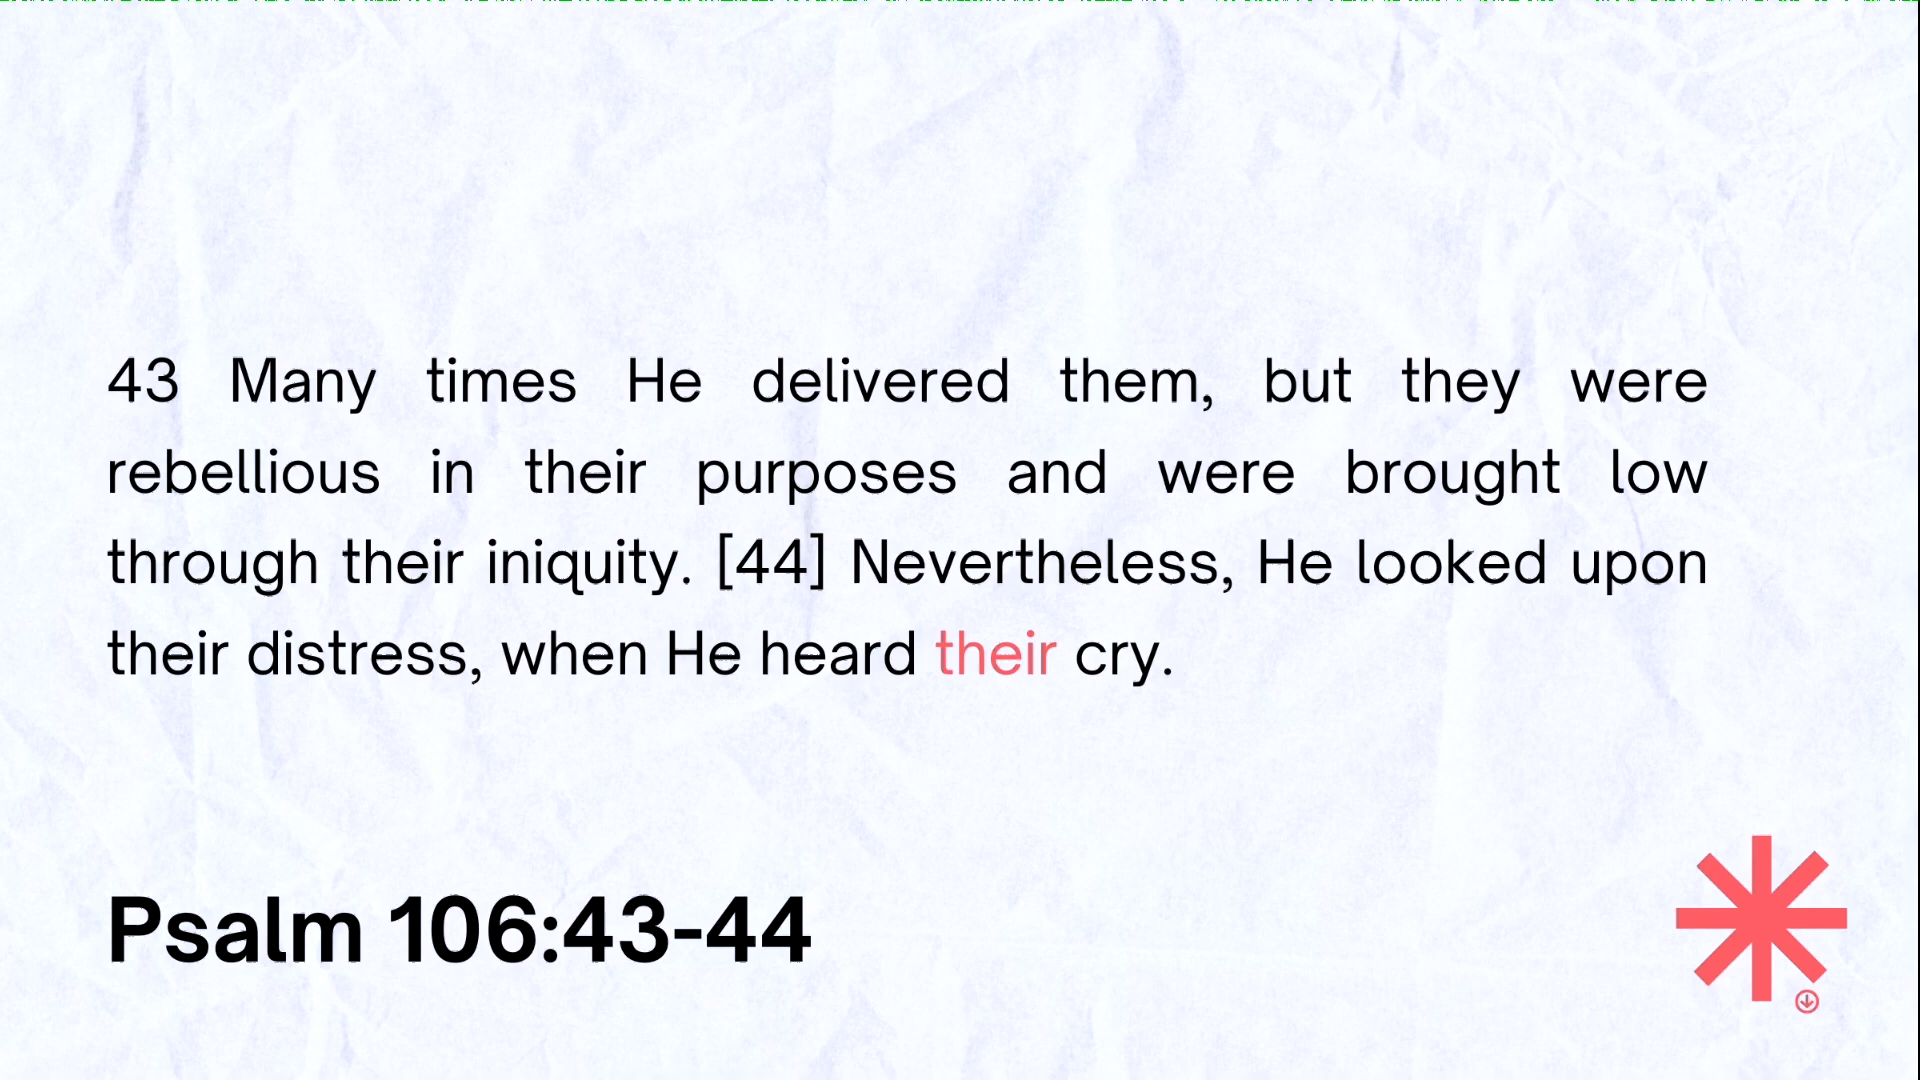 43 Many times He delivered them, but they were
rebellious in their purposes and were brought low
through their iniquity. [44] Nevertheless, He looked upon
their distress, when He heard their cry.
Psalm 106:43-44